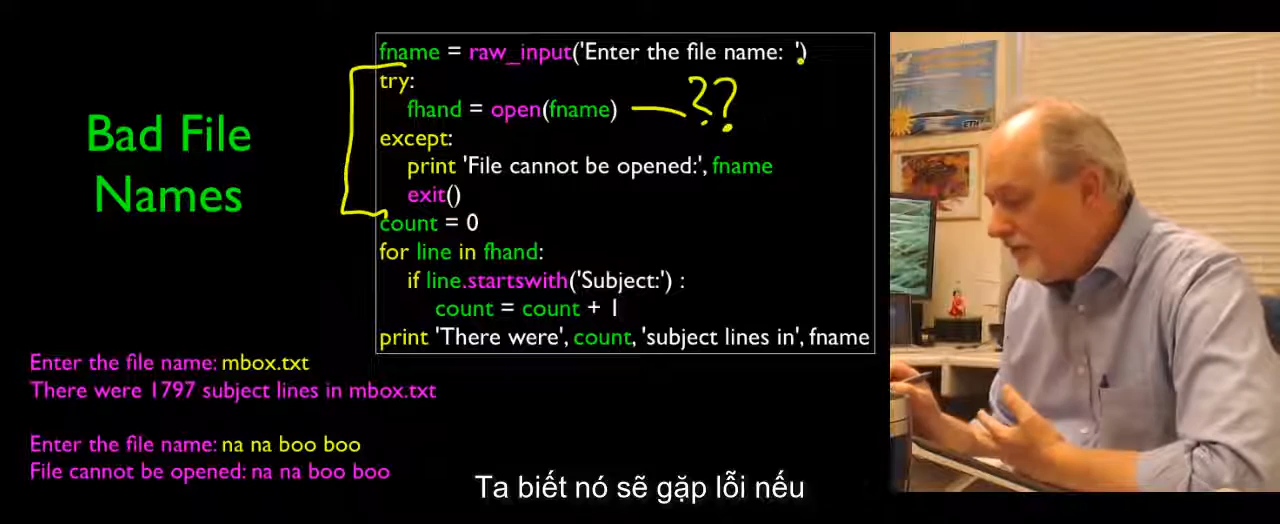 Bad File
Names
fname = raw_input('Enter the file name: ')
try:
fhand = open(fname) — ??
except:
print 'File cannot be opened:', fname
exit()
count = 0
for line in fhand:
if line.startswith('Subject:') :
count = count + 1
print 'There were', count, 'subject lines in', fname
Enter the file name: mbox.txt
There were 1797 subject lines in mbox.txt
Enter the file name: na na boo boo
File cannot be opened: na na boo boo
ETH
Ta biết nó sẽ gặp lỗi nếu